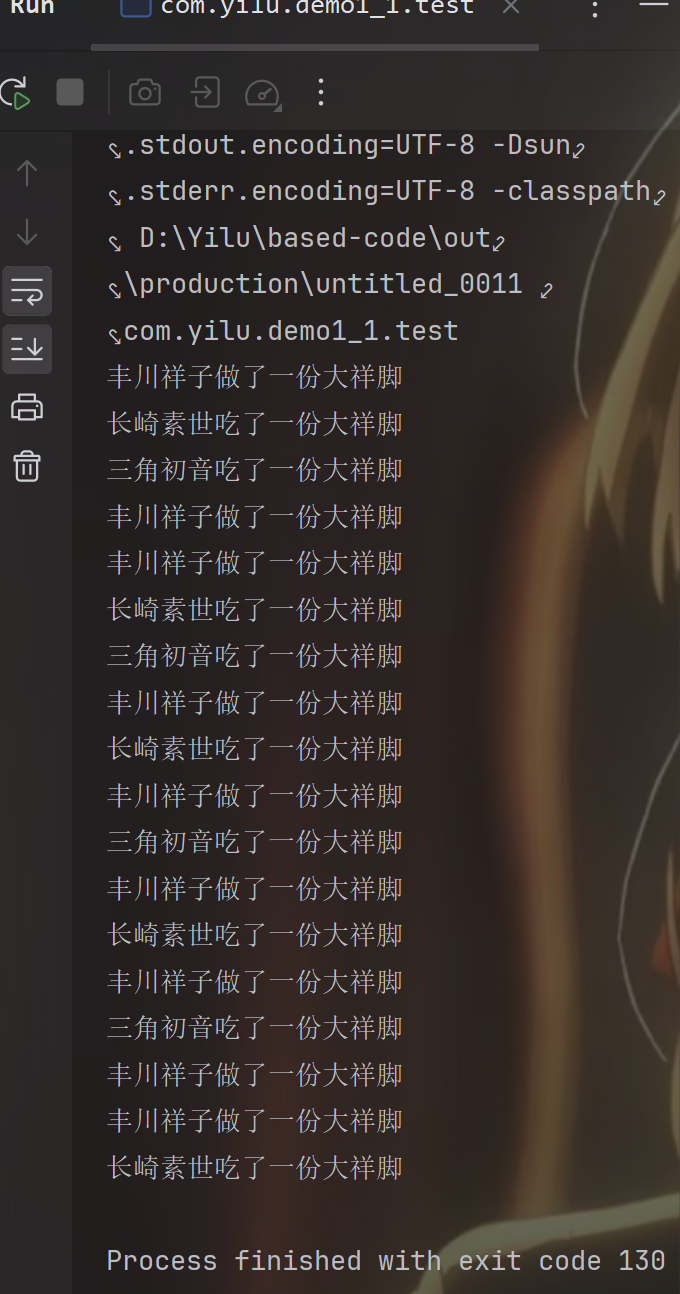 Run com.yilu.demo1_1.test
.stdout.encoding=UTF-8 -Dsun
.stderr.encoding=UTF-8 -classpath
D:\Yilu\based-code\out
\production\untitled_0011
com.yilu.demo1_1.test
丰川祥子做了一份大祥脚
长崎素世吃了一份大祥脚
三角初音吃了一份大祥脚
丰川祥子做了一份大祥脚
丰川祥子做了一份大祥脚
长崎素世吃了一份大祥脚
三角初音吃了一份大祥脚
丰川祥子做了一份大祥脚
长崎素世吃了一份大祥脚
丰川祥子做了一份大祥脚
三角初音吃了一份大祥脚
丰川祥子做了一份大祥脚
长崎素世吃了一份大祥脚
丰川祥子做了一份大祥脚
三角初音吃了一份大祥脚
丰川祥子做了一份大祥脚
丰川祥子做了一份大祥脚
长崎素世吃了一份大祥脚
Process finished with exit code 130